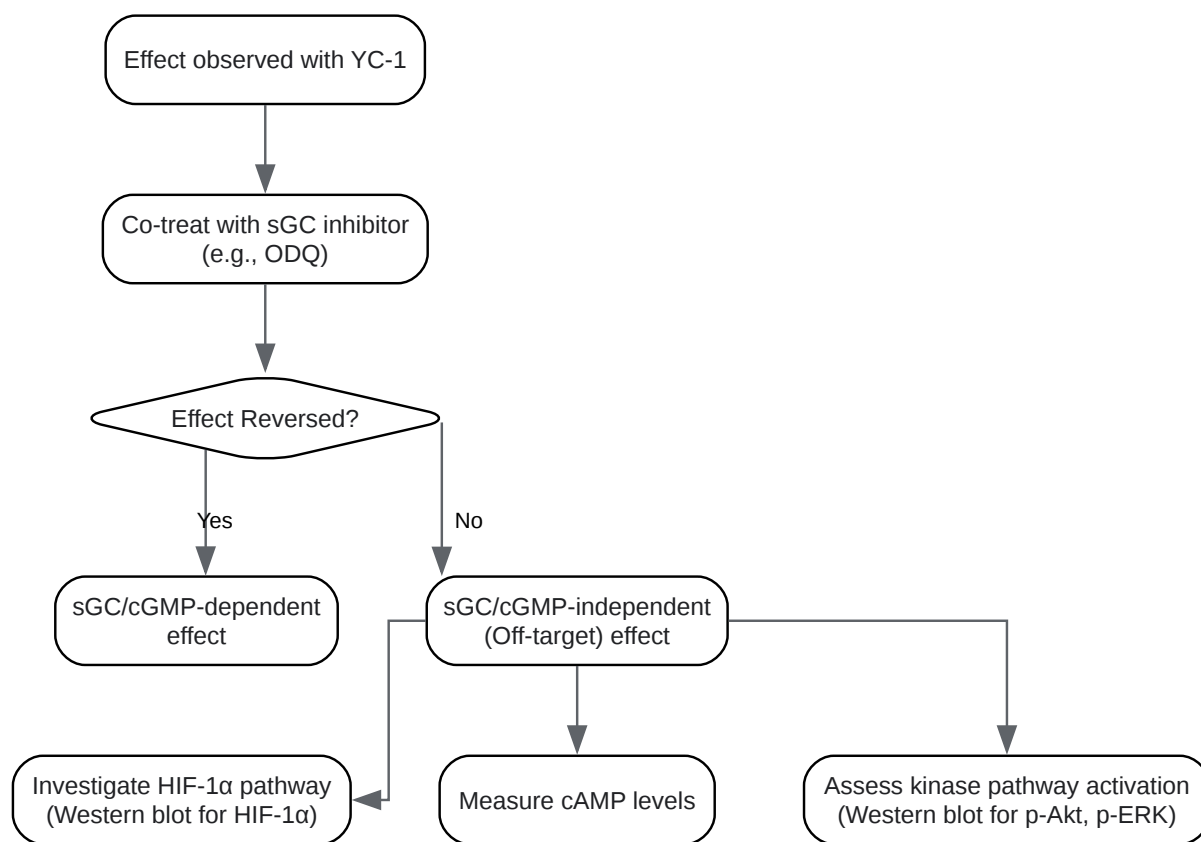 Effect observed with YC-1
Co-treat with sGC inhibitor
(e.g., ODQ)
Effect Reversed?
Yes
No
sGC/cGMP-dependent
effect
sGC/cGMP-independent
(Off-target) effect
Investigate HIF-1α pathway
(Western blot for HIF-1α)
Measure cAMP levels
Assess kinase pathway activation
(Western blot for p-Akt, p-ERK)